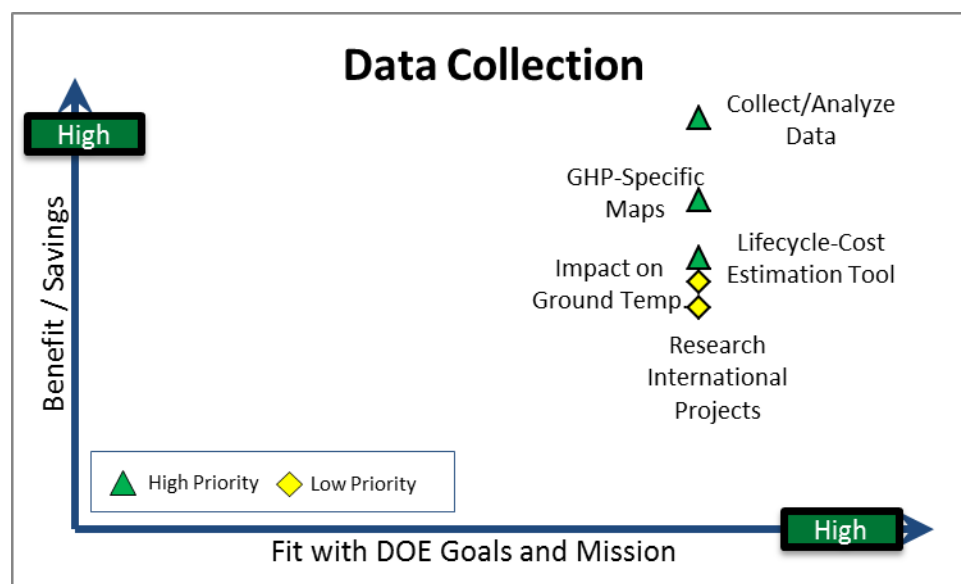 Data Collection
High
Collect/Analyze
Data
GHP-Specific
Maps
Lifecycle-Cost
Estimation Tool
Impact on
Ground Temp.
Research
International
Projects
Benefit / Savings
High Priority
Low Priority
High
Fit with DOE Goals and Mission